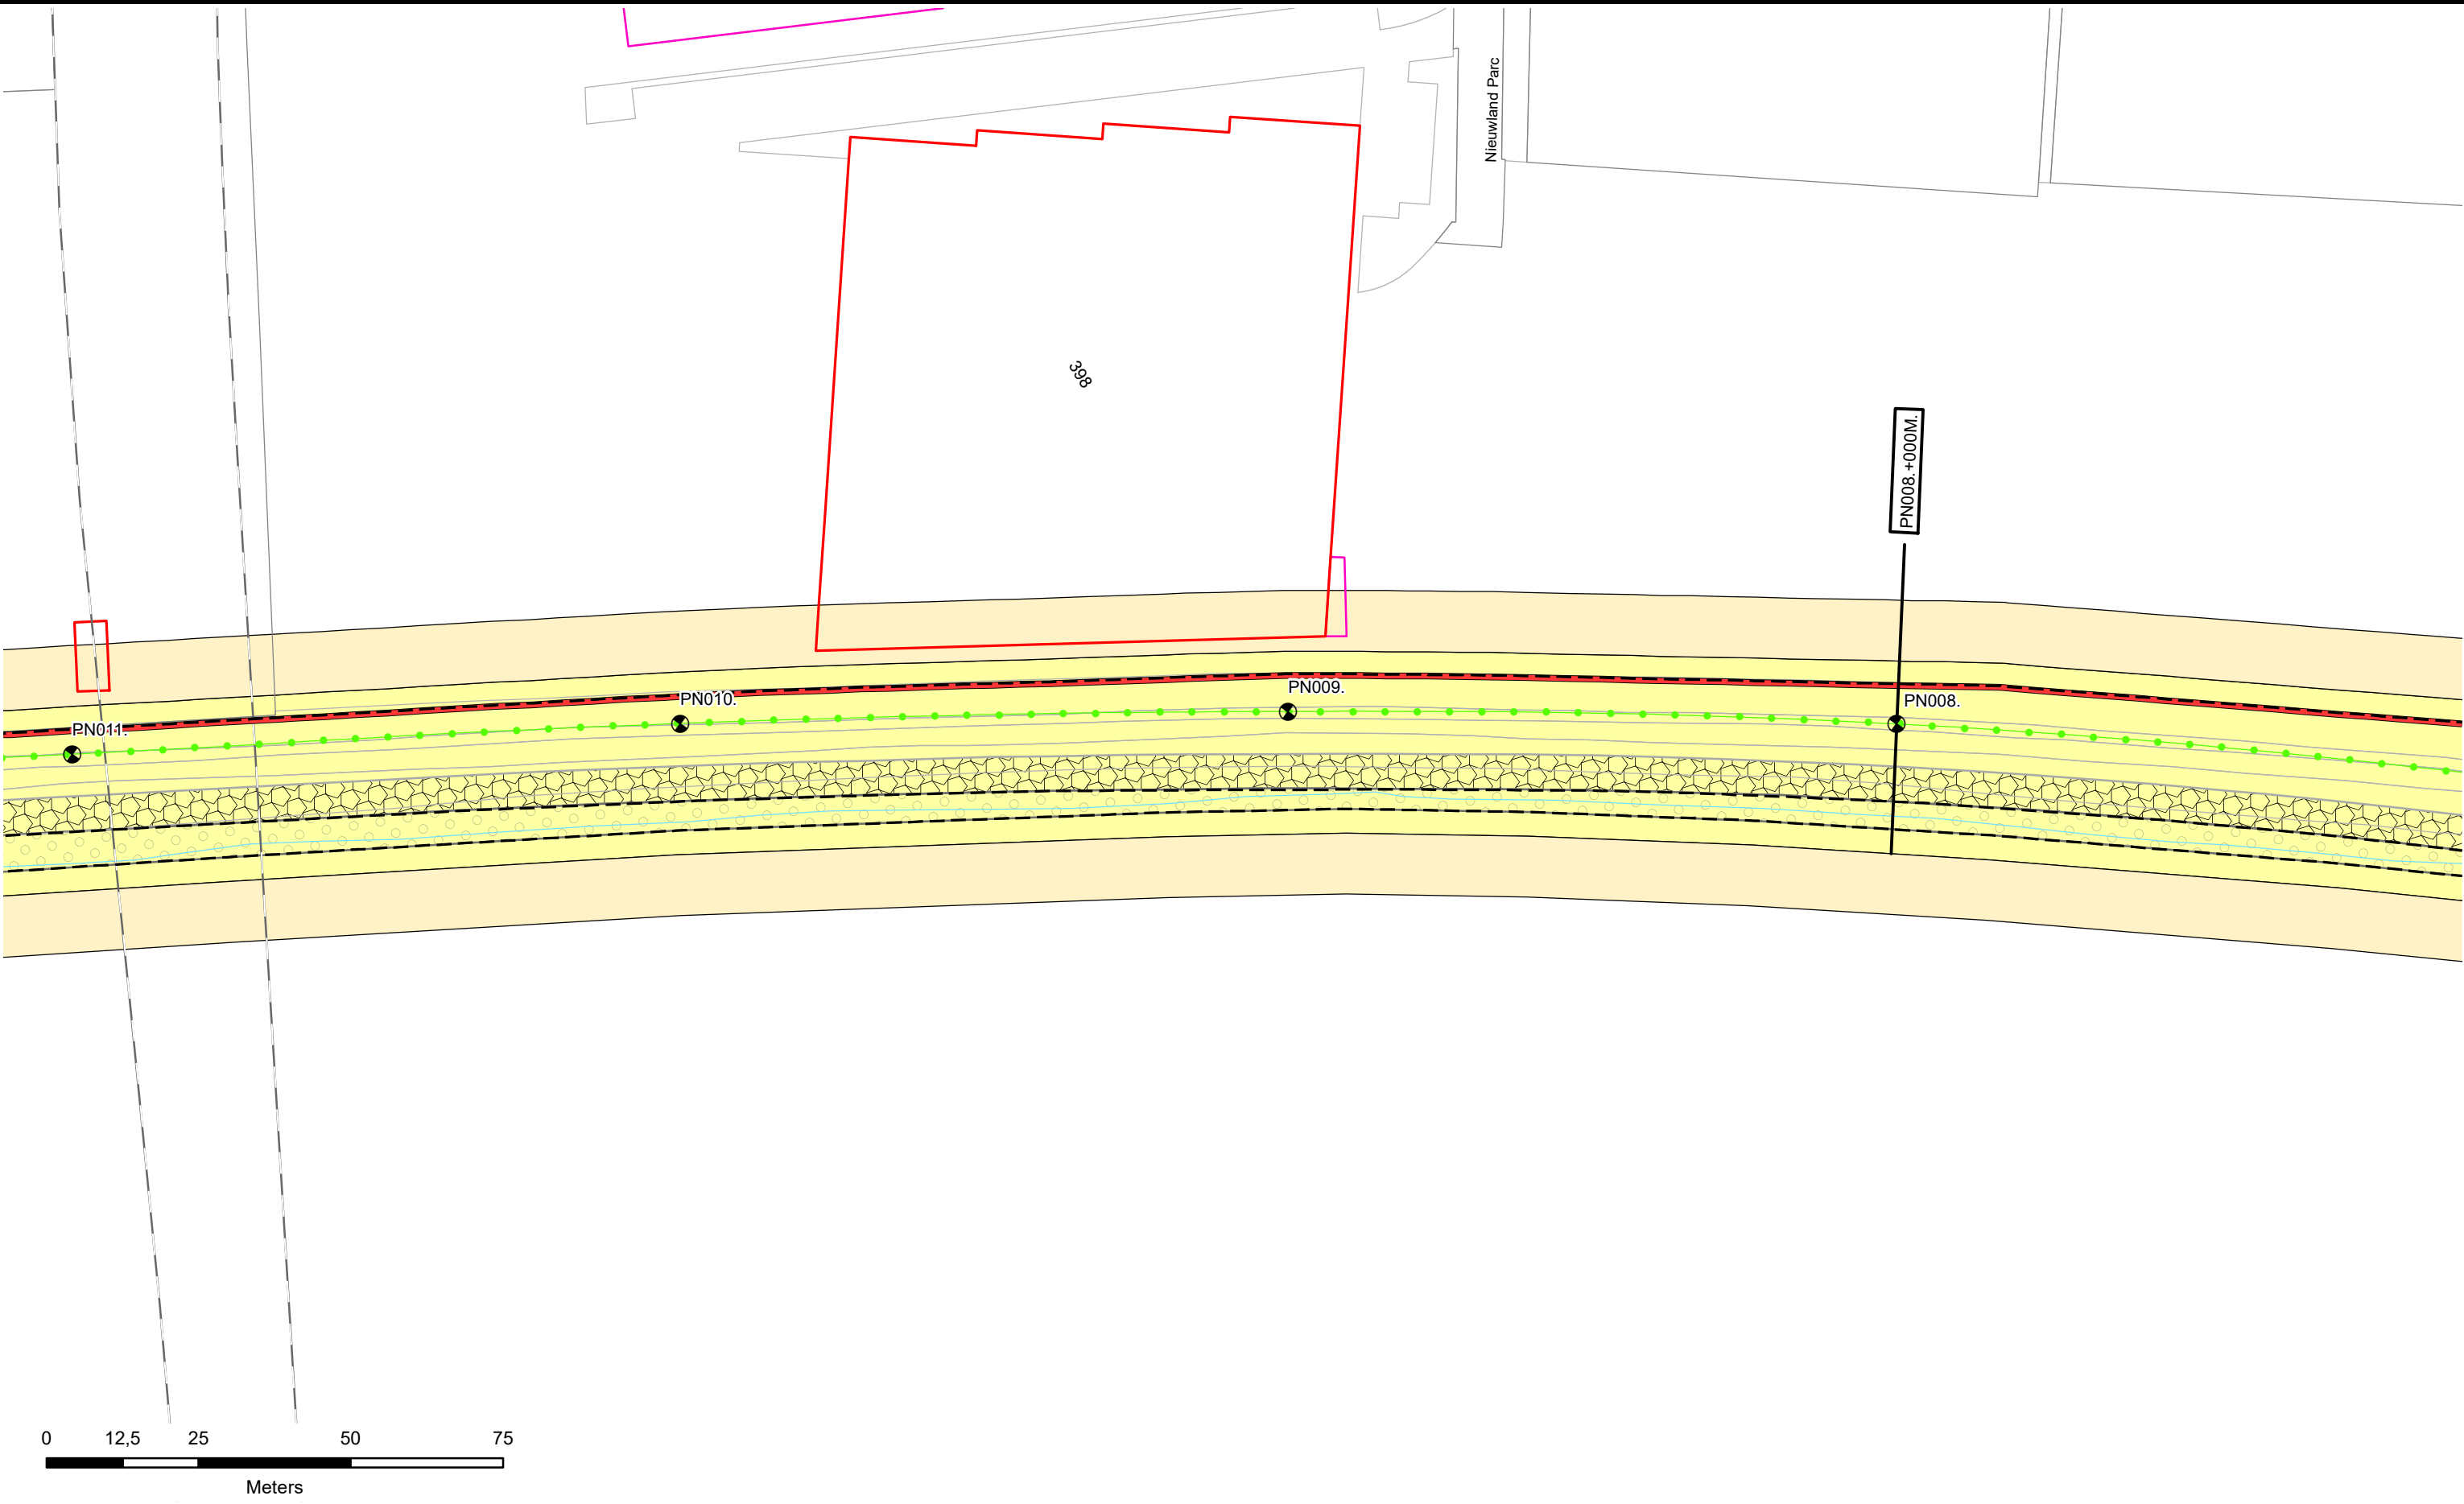 Nieuwland Parc
398
PN008.+000M.
PN009.
PN010.
PN008.
PN011.
0 12,5 25 50 75
Meters